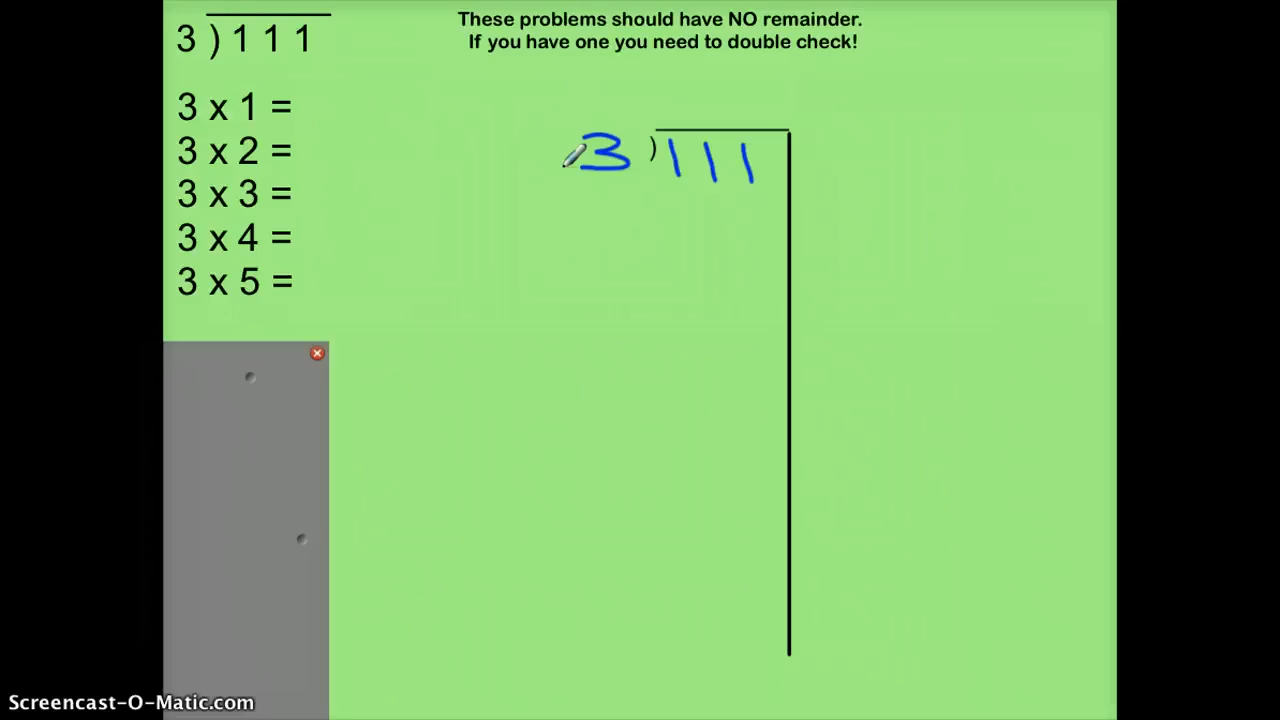 These problems should have NO remainder.
If you have one you need to double check!
3 ) 1 1 1
3 x 1 =
3 x 2 =
3 x 3 =
3 x 4 =
3 x 5 =
3 ) 1 1 1
Screencast-O-Matic.com